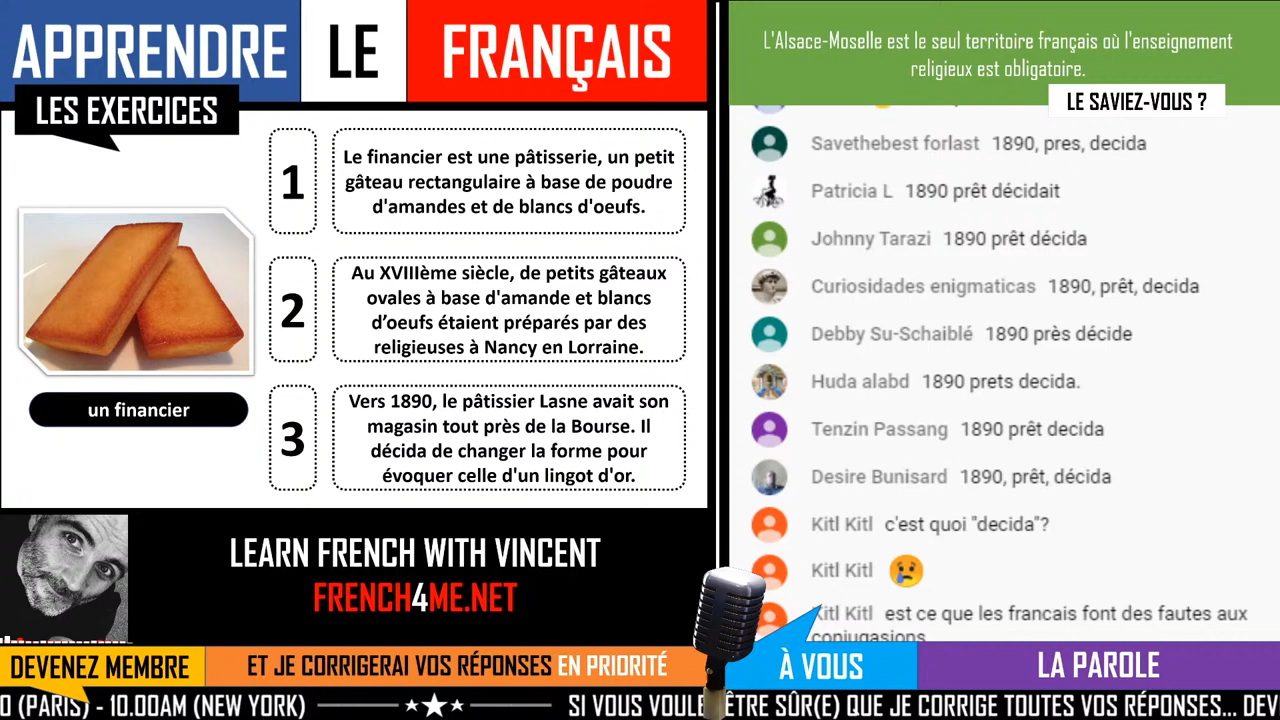 APPRENDRE LE FRANÇAIS
LES EXERCICES
un financier
1
Le financier est une pâtisserie, un petit
gâteau rectangulaire à base de poudre
d'amandes et de blancs d'oeufs.
2
Au XVIIIème siècle, de petits gâteaux
ovales à base d'amande et blancs
d’oeufs étaient préparés par des
religieuses à Nancy en Lorraine.
3
Vers 1890, le pâtissier Lasne avait son
magasin tout près de la Bourse. Il
décida de changer la forme pour
évoquer celle d'un lingot d'or.
LEARN FRENCH WITH VINCENT
FRENCH4ME.NET
L'Alsace-Moselle est le seul territoire français où l'enseignement
religieux est obligatoire.
LE SAVIEZ-VOUS ?
Savethebest forlast 1890, pres, decida
Patricia L 1890 prêt décidait
Johnny Tarazi 1890 prêt décida
Curiosidades enigmaticas 1890, prêt, decida
Debby Su-Schaiblé 1890 près décide
Huda alabd 1890 prets decida.
Tenzin Passang 1890 prêt decida
Desire Bunisard 1890, prêt, décida
Kitl Kitl c'est quoi "decida"?
Kitl Kitl 😢
Kitl Kitl est ce que les francais font des fautes aux
conjugasions
DEVENEZ MEMBRE
ET JE CORRIGERAI VOS RÉPONSES EN PRIORITÉ
À VOUS
LA PAROLE
0 (PARIS) - 10.00AM (NEW YORK) SI VOUS VOULE ÊTRE SÛR(E) QUE JE CORRIGE TOUTES VOS RÉPONSES... DEV